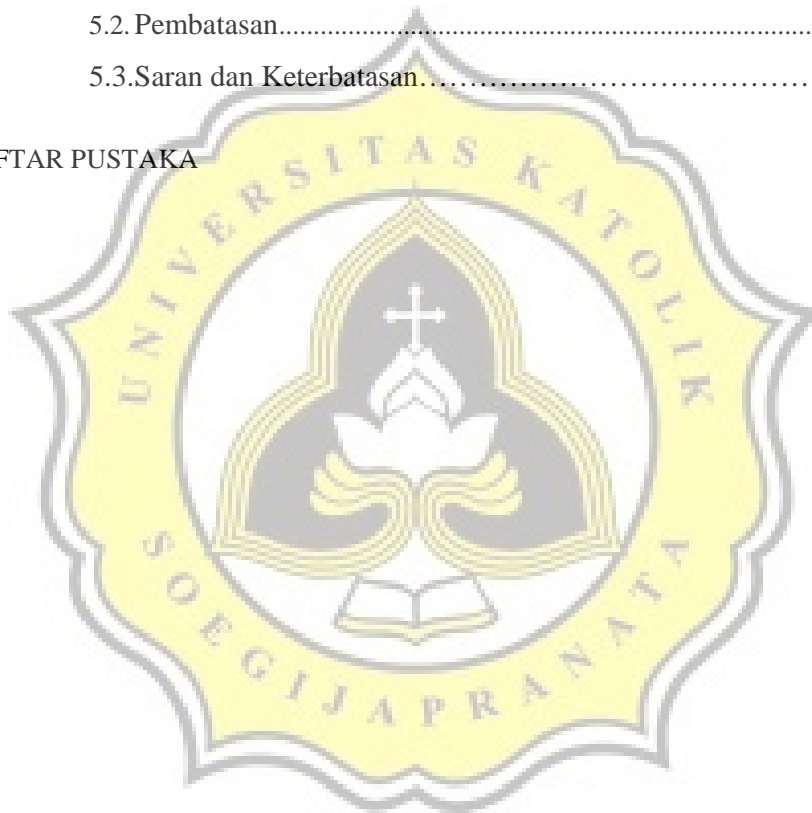 5.2. Pembatasan...........................................................................
5.3.Saran dan Keterbatasan…………………………………
FTAR PUSTAKA
UNIVERSITAS KATOLIK
SOEGIJAPRANATA